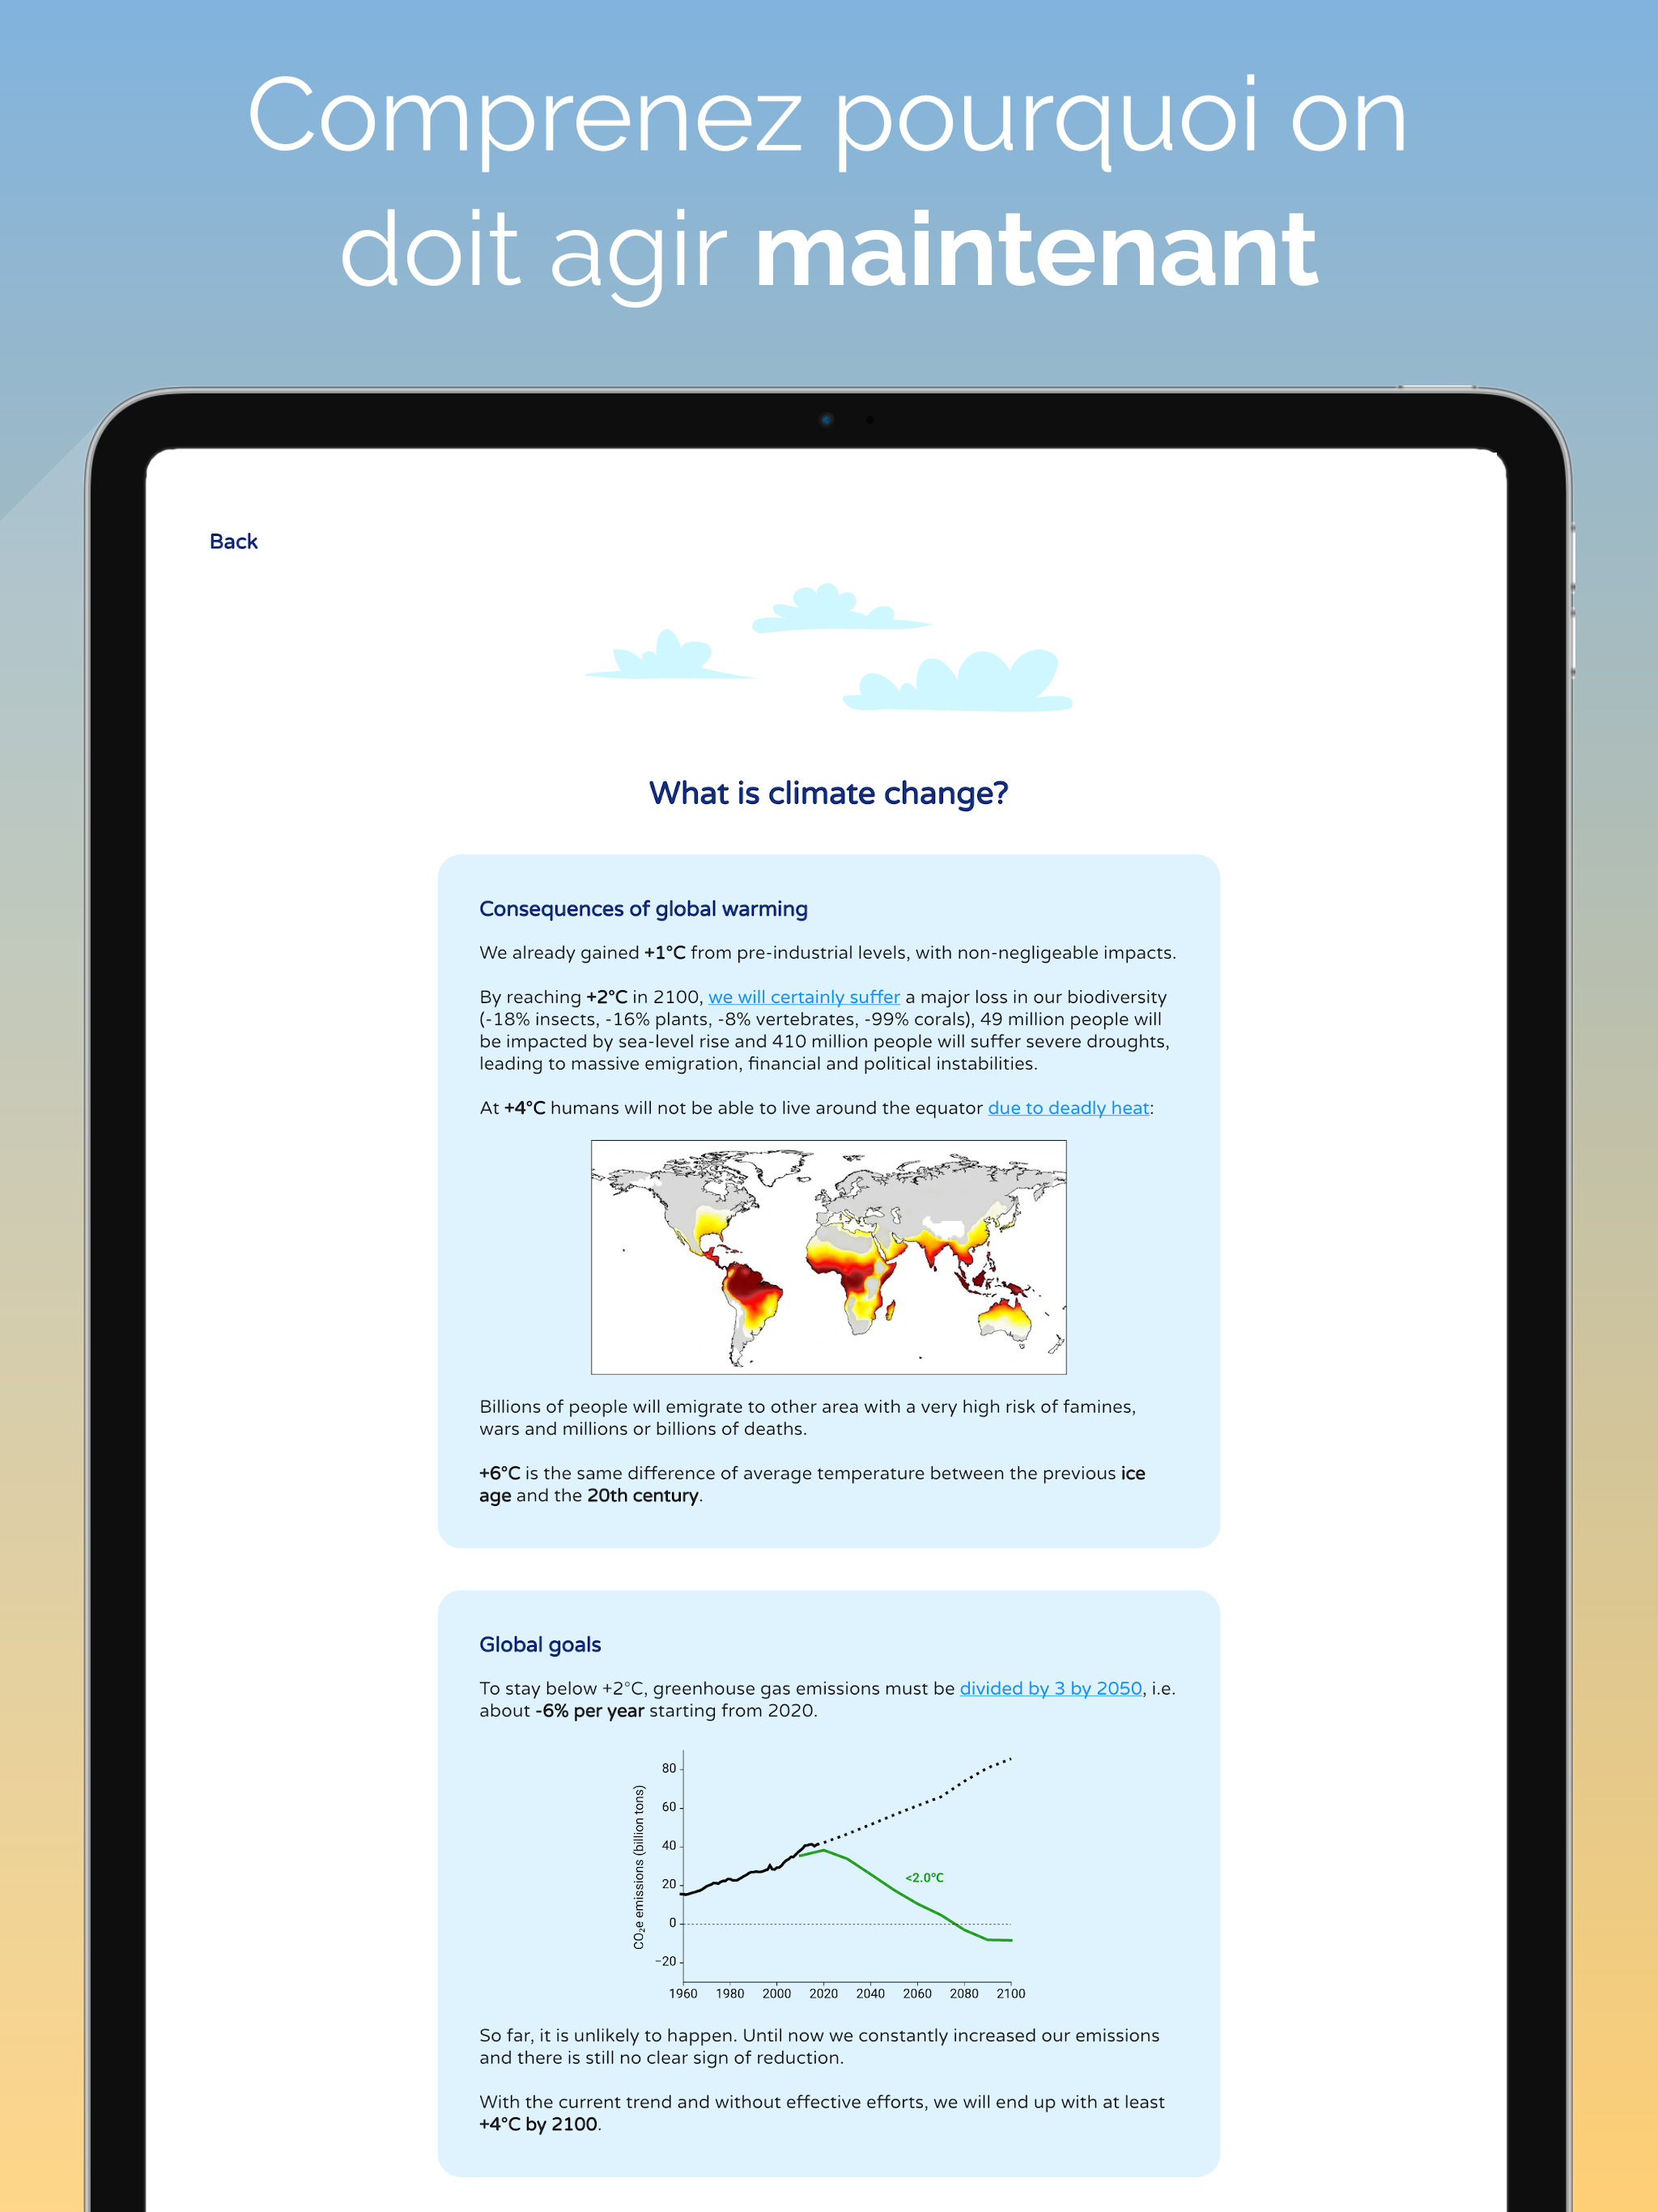 Comprenez pourquoi on
doit agir maintenant
Back
What is climate change?
Consequences of global warming
We already gained +1°C from pre-industrial levels, with non-negligeable impacts.
By reaching +2°C in 2100, we will certainly suffer a major loss in our biodiversity
(-18% insects, -16% plants, -8% vertebrates, -99% corals), 49 million people will
be impacted by sea-level rise and 410 million people will suffer severe droughts,
leading to massive emigration, financial and political instabilities.
At +4°C humans will not be able to live around the equator due to deadly heat:
Billions of people will emigrate to other area with a very high risk of famines,
wars and millions or billions of deaths.
+6°C is the same difference of average temperature between the previous ice
age and the 20th century.
Global goals
To stay below +2°C, greenhouse gas emissions must be divided by 3 by 2050, i.e.
about -6% per year starting from 2020.
CO₂e emissions (billion tons)
80
60
40
20
0
−20
<2.0°C
1960 1980 2000 2020 2040 2060 2080 2100
So far, it is unlikely to happen. Until now we constantly increased our emissions
and there is still no clear sign of reduction.
With the current trend and without effective efforts, we will end up with at least
+4°C by 2100.